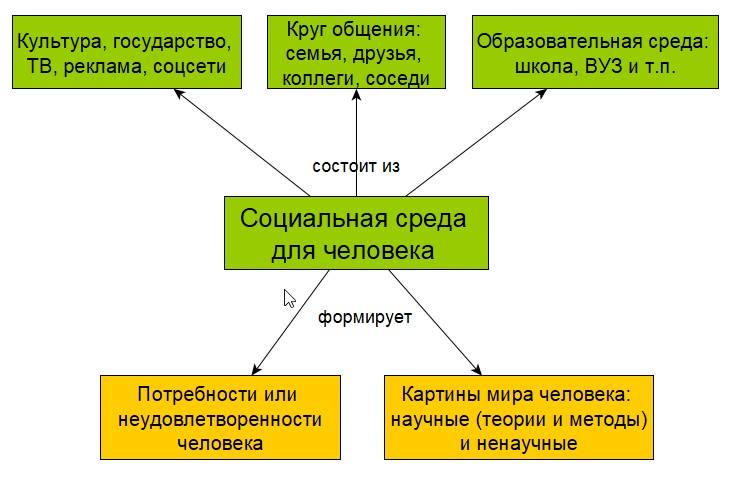 Культура, государство,
ТВ, реклама, соцсети
Круг общения:
семья, друзья,
коллеги, соседи
Образовательная среда:
школа, ВУЗ и т.п.
состоит из
Социальная среда
для человека
формирует
Потребности или
неудовлетворенности
человека
Картины мира человека:
научные (теории и методы)
и ненаучные